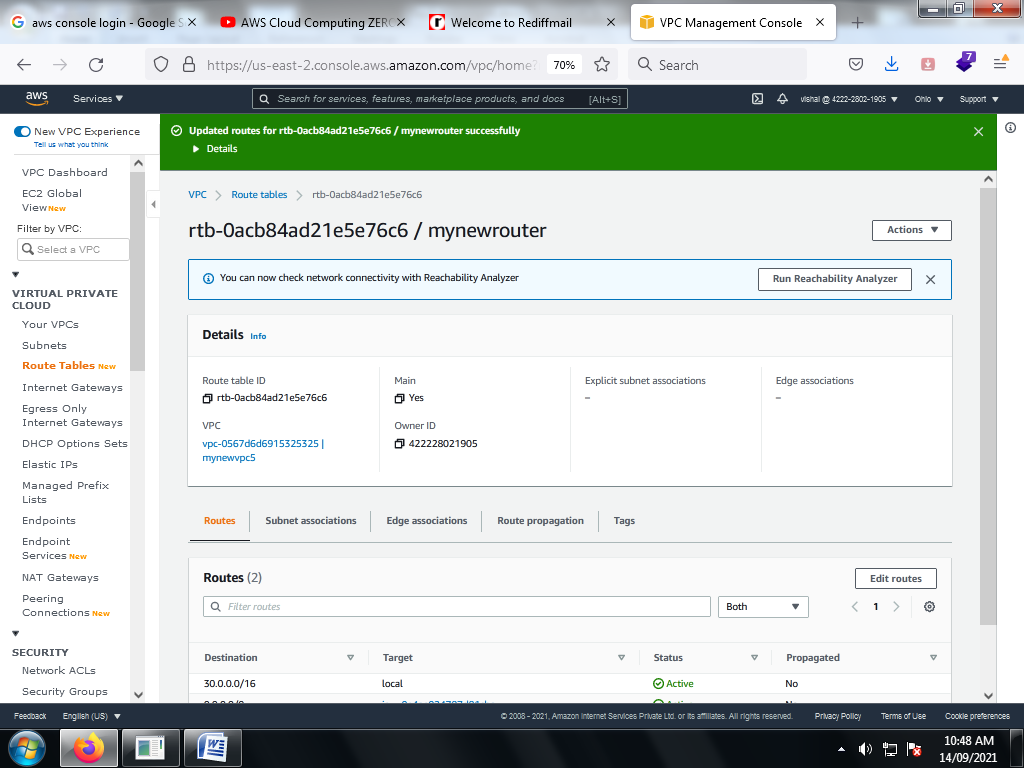 aws console login - Google S
AWS Cloud Computing ZERO
Welcome to Rediffmail
VPC Management Console
https://us-east-2.console.aws.amazon.com/vpc/home?
70%
Search
7
aws
Services
Search for services, features, marketplace products, and docs
[Alt+S]
vishal @ 4222-2802-1905
Ohio
Support
New VPC Experience
Tell us what you think
VPC Dashboard
EC2 Global
View New
Filter by VPC:
Select a VPC
VIRTUAL PRIVATE
CLOUD
Your VPCs
Subnets
Route Tables New
Internet Gateways
Egress Only
Internet Gateways
DHCP Options Sets
Elastic IPs
Managed Prefix
Lists
Endpoints
Endpoint
Services New
NAT Gateways
Peering
Connections New
SECURITY
Network ACLs
Security Groups
Updated routes for rtb-0acb84ad21e5e76c6 / mynewrouter successfully
Details
VPC
Route tables
rtb-0acb84ad21e5e76c6
rtb-0acb84ad21e5e76c6 / mynewrouter
Actions
You can now check network connectivity with Reachability Analyzer
Run Reachability Analyzer
Details Info
Route table ID
rtb-0acb84ad21e5e76c6
Main
Yes
Explicit subnet associations
–
Edge associations
–
VPC
vpc-0567d6d6915325325 |
mynewvpc5
Owner ID
422228021905
Routes
Subnet associations
Edge associations
Route propagation
Tags
Routes (2)
Edit routes
Filter routes
Both
1
Destination
Target
Status
Propagated
30.0.0.0/16
local
Active
No
Feedback
English (US)
© 2008 - 2021, Amazon Internet Services Private Ltd. or its affiliates. All rights reserved.
Privacy Policy
Terms of Use
Cookie preferences
10:48 AM
14/09/2021